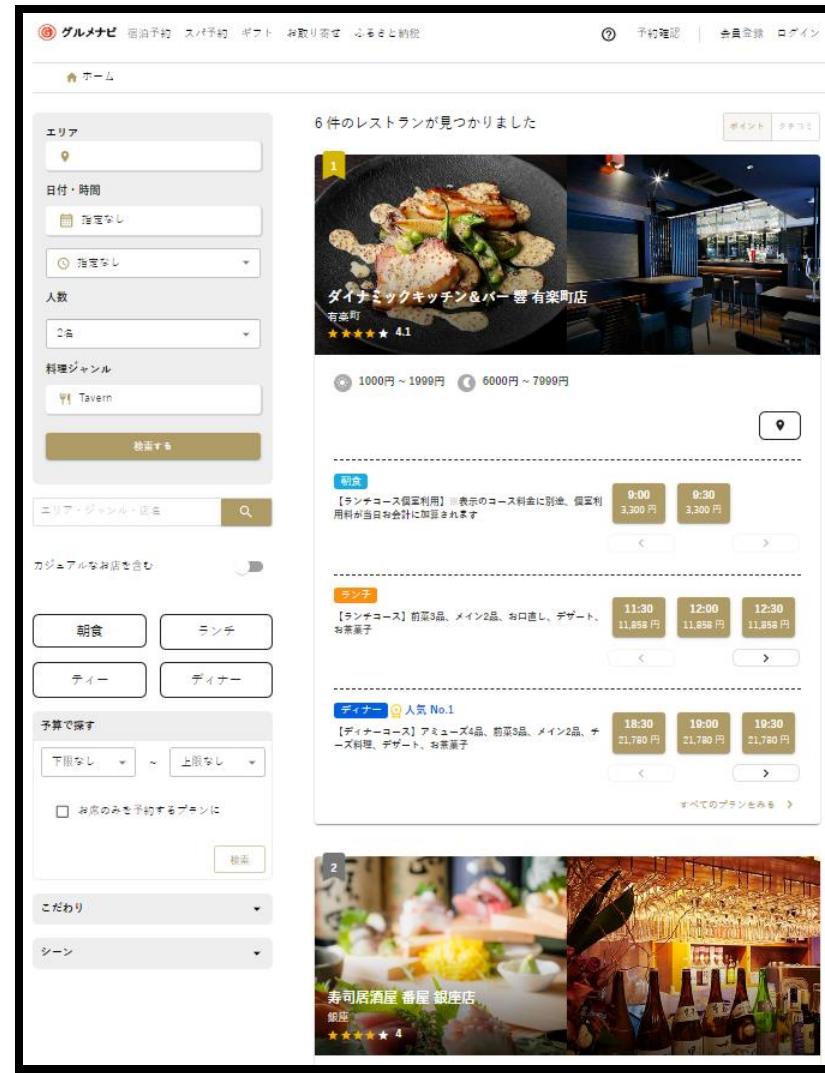 グルメナビ 宿泊予約 スパ予約 ギフト お取り寄せ ふるさと納税 予約確認 会員登録 ログイン
ホーム
エリア
日付・時間
指定なし
指定なし
人数
2名
料理ジャンル
Tavern
検索する
エリア・ジャンル・店名
カジュアルなお店を含む
朝食 ランチ
ティー ディナー
予算で探す
下限なし ~ 上限なし
お席のみを予約するプランに
検索
こだわり
シーン
6 件のレストランが見つかりました
ポイント クチコミ
1
ダイナミックキッチン&バー 響 有楽町店
有楽町
4.1
1000円 ~ 1999円 6000円 ~ 7999円
朝食
【ランチコース個室利用】※表示のコース料金に別途、個室利
用料が当日お会計に加算されます
9:00 9:30
3,300 円 3,300 円
ランチ
【ランチコース】前菜3品、メイン2品、お口直し、デザート、
お茶菓子
11:30 12:00 12:30
11,858 円 11,858 円 11,858 円
ディナー 人気 No.1
【ディナーコース】アミューズ4品、前菜3品、メイン2品、チ
ーズ料理、デザート、お茶菓子
18:30 19:00 19:30
21,780 円 21,780 円 21,780 円
すべてのプランをみる
2
寿司居酒屋 番屋 銀座店
銀座
4